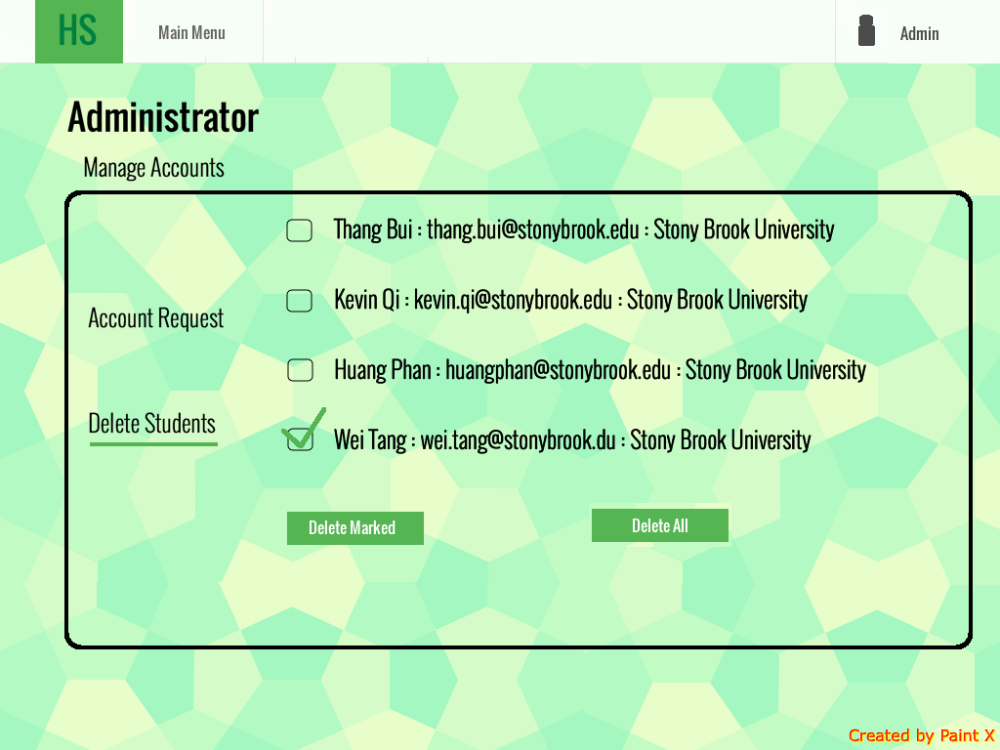 HS
Main Menu
Admin
Administrator
Manage Accounts
Thang Bui : thang.bui@stonybrook.edu : Stony Brook University
Kevin Qi : kevin.qi@stonybrook.edu : Stony Brook University
Account Request
Huang Phan : huangphan@stonybrook.edu : Stony Brook University
Delete Students
Wei Tang : wei.tang@stonybrook.du : Stony Brook University
Delete Marked
Delete All
Created by Paint X